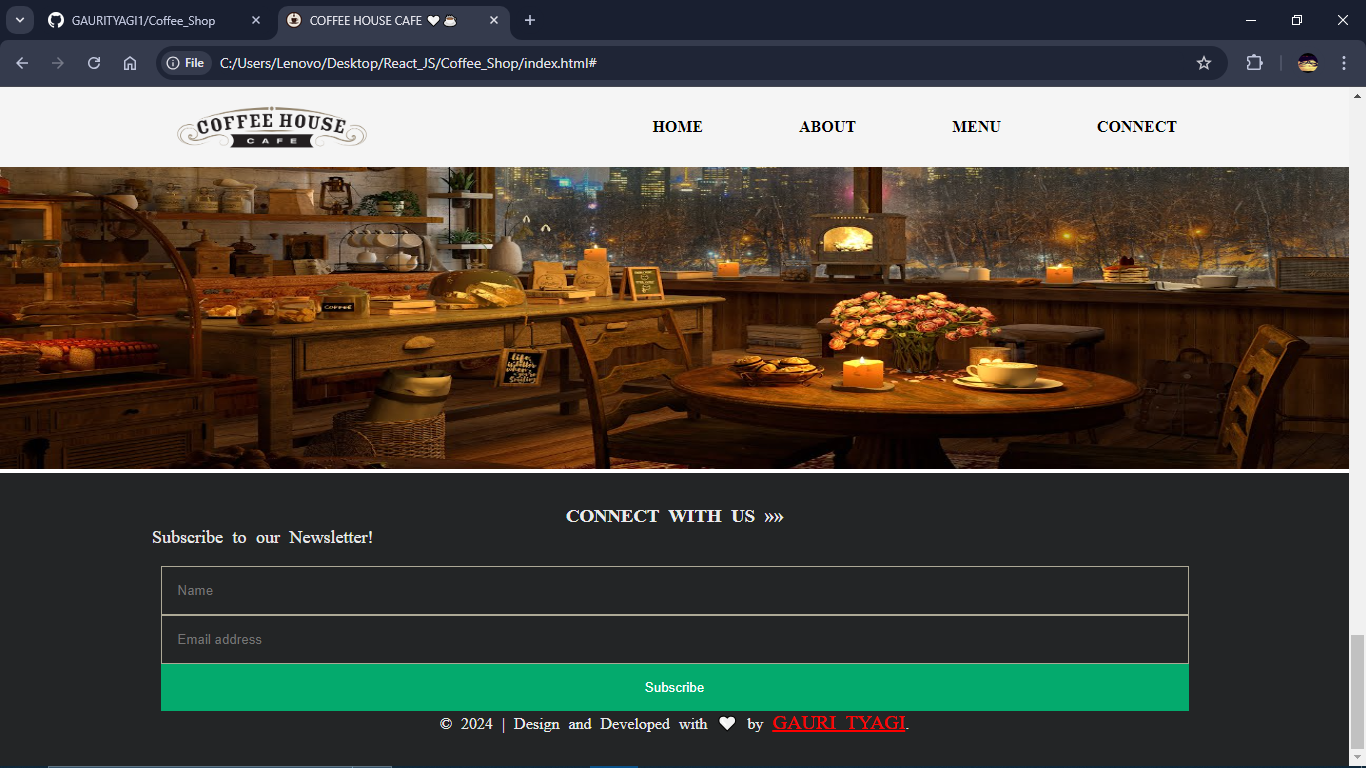 GAURITYAGI1/Coffee_Shop
COFFEE HOUSE CAFE ❤ ☕
File C:/Users/Lenovo/Desktop/React_JS/Coffee_Shop/index.html#
COFFEE HOUSE
CAFE
HOME ABOUT MENU CONNECT
COFFEE
CONNECT WITH US »»
Subscribe to our Newsletter!
Name
Email address
Subscribe
© 2024 | Design and Developed with ❤ by GAURI TYAGI.